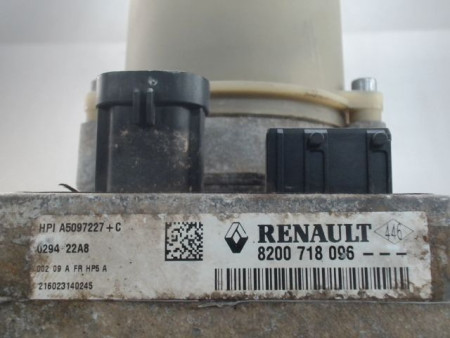 HPI A5097227+C
0294-22A8
002 09 A FR HPS A
216023140245
RENAULT
446
8200 718 096 ---